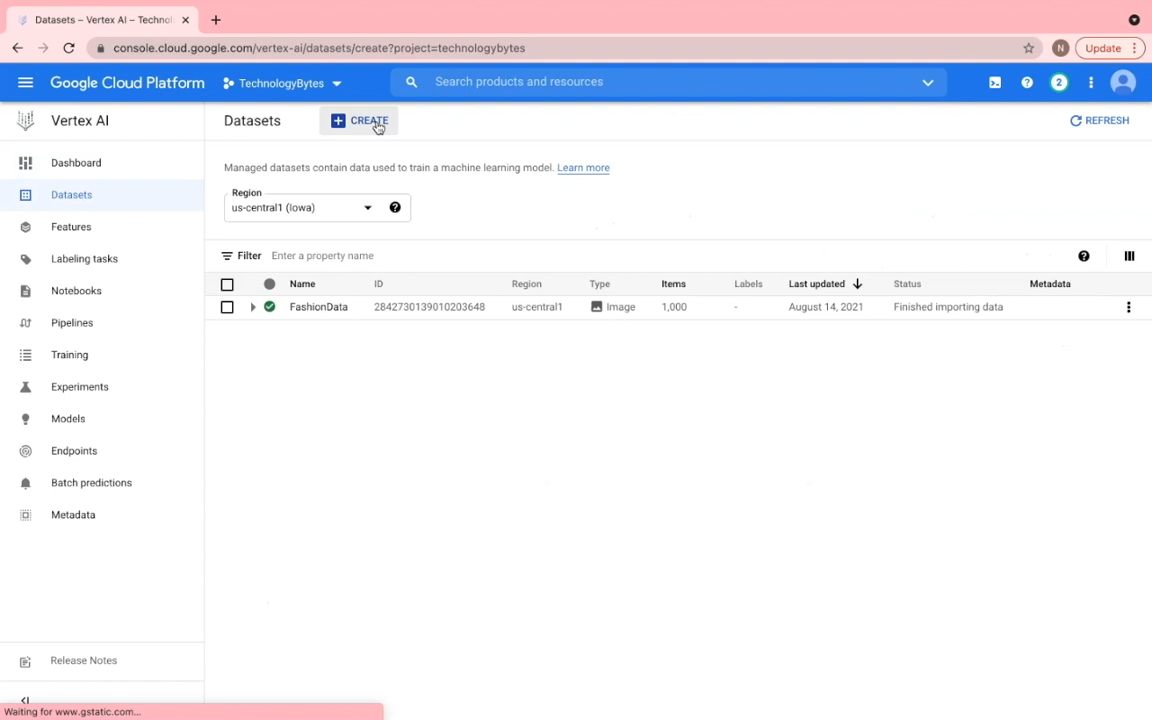 Datasets – Vertex AI – Techno
console.cloud.google.com/vertex-ai/datasets/create?project=technologybytes
N
Update
Google Cloud Platform
TechnologyBytes
Search products and resources
2
Vertex AI
Datasets
CREATE
REFRESH
Dashboard
Datasets
Features
Labeling tasks
Notebooks
Pipelines
Training
Experiments
Models
Endpoints
Batch predictions
Metadata
Release Notes
Managed datasets contain data used to train a machine learning model. Learn more
Region
us-central1 (Iowa)
Filter Enter a property name
Name ID Region Type Items Labels Last updated Status Metadata
FashionData 2842730139010203648 us-central1 Image 1,000 - August 14, 2021 Finished importing data
Waiting for www.gstatic.com...